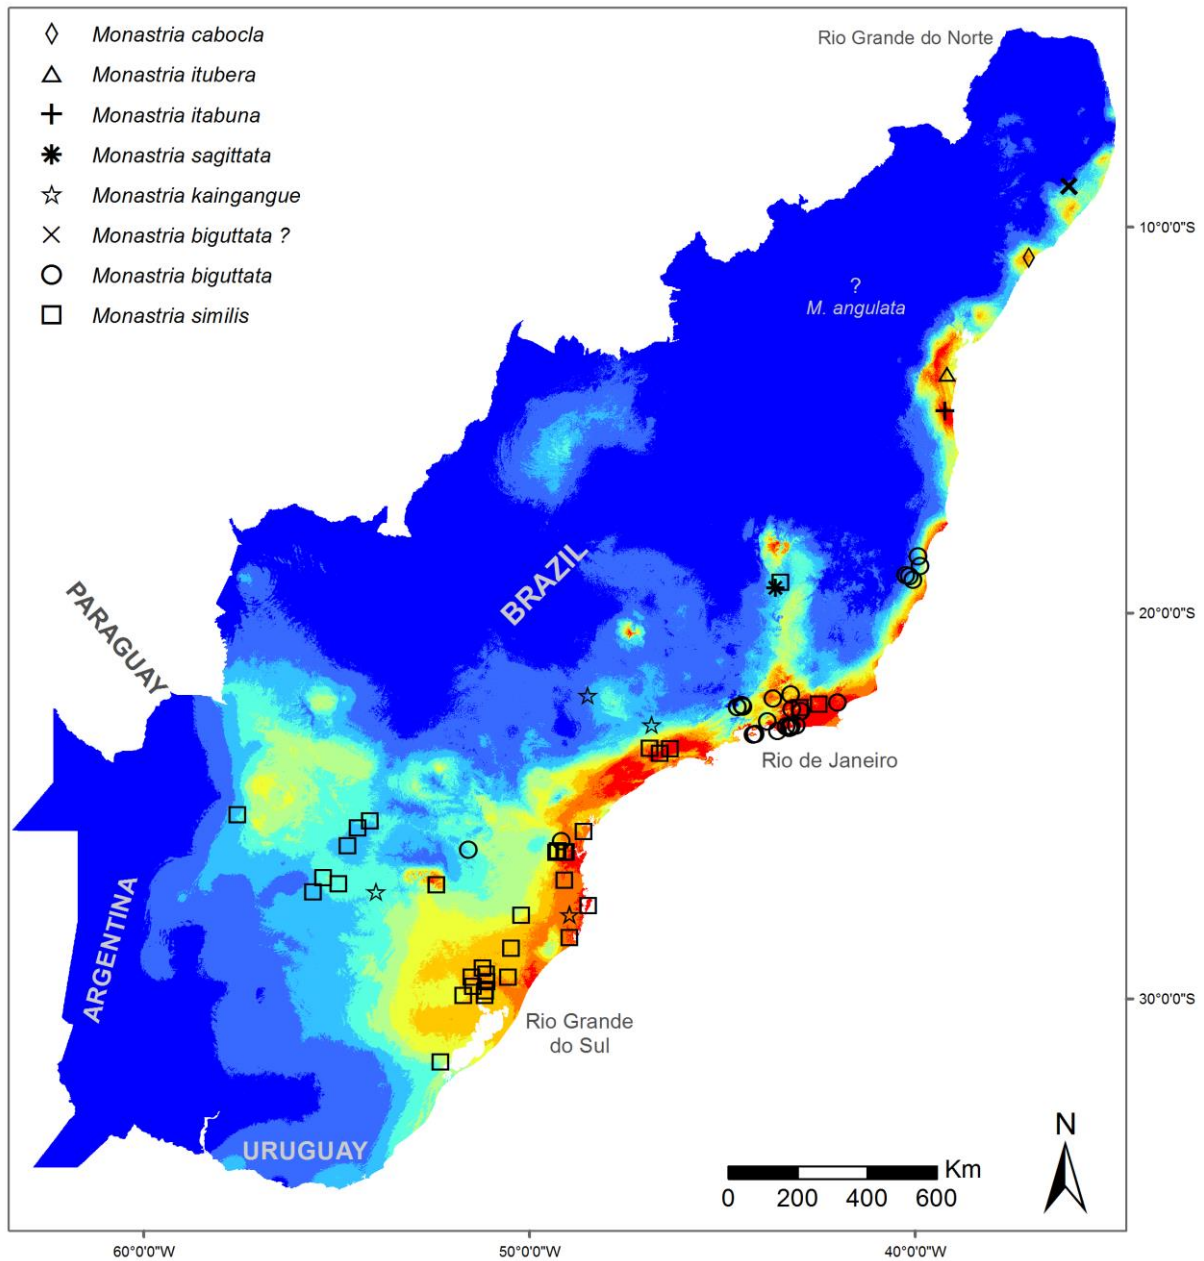 Monastria cabocla
Monastria itubera
Monastria itabuna
Monastria sagittata
Monastria kaingangue
Monastria biguttata ?
Monastria biguttata
Monastria similis
Rio Grande do Norte
10°0'0"S
?
M. angulata
BRAZIL
PARAGUAY
20°0'0"S
Rio de Janeiro
ARGENTINA
30°0'0"S
Rio Grande
do Sul
URUGUAY
N
Km
0 200 400 600
60°0'0"W 50°0'0"W 40°0'0"W